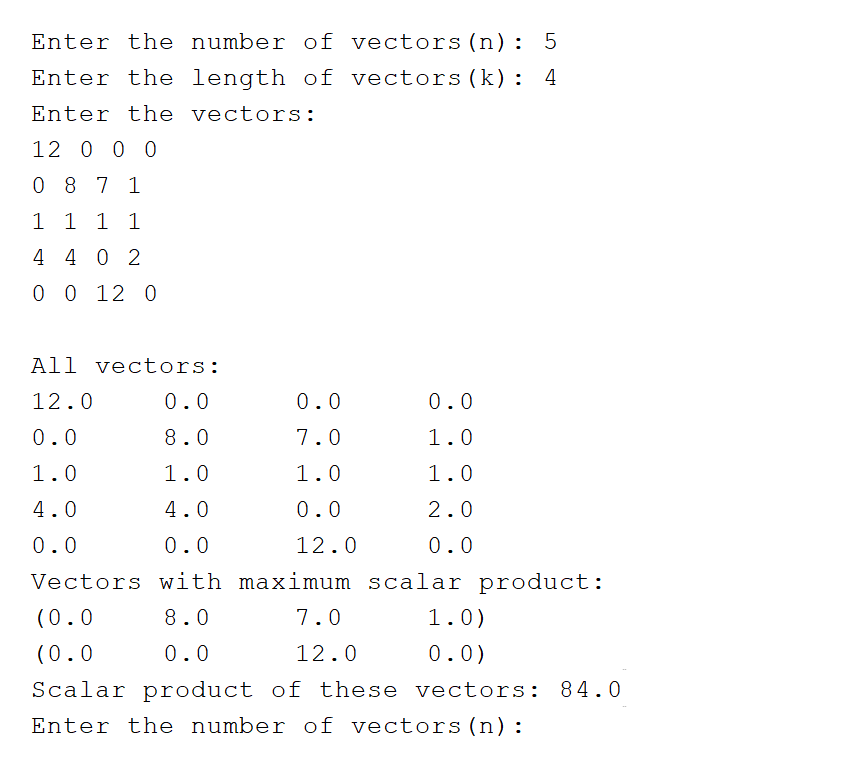 Enter the number of vectors(n): 5
Enter the length of vectors(k): 4
Enter the vectors:
12 0 0 0
0 8 7 1
1 1 1 1
4 4 0 2
0 0 12 0
All vectors:
12.0 0.0 0.0 0.0
0.0 8.0 7.0 1.0
1.0 1.0 1.0 1.0
4.0 4.0 0.0 2.0
0.0 0.0 12.0 0.0
Vectors with maximum scalar product:
(0.0 8.0 7.0 1.0)
(0.0 0.0 12.0 0.0)
Scalar product of these vectors: 84.0
Enter the number of vectors(n):